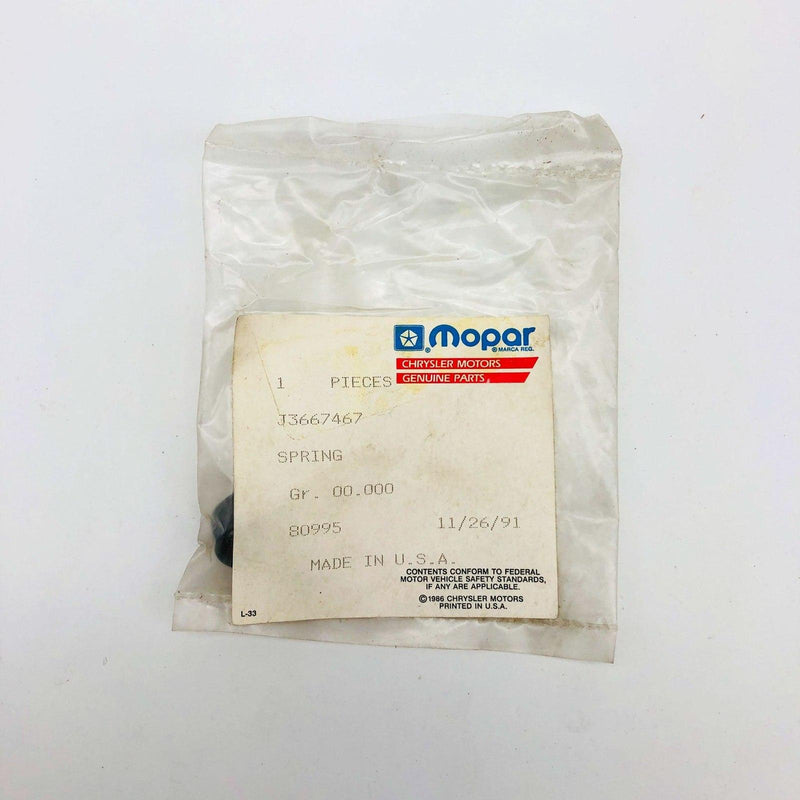 ® Mopar
® MARCA REG.
CHRYSLER MOTORS
GENUINE PARTS
1 PIECES
J3667467
SPRING
Gr. 00.000
80995 11/26/91
MADE IN U.S.A.
CONTENTS CONFORM TO FEDERAL
MOTOR VEHICLE SAFETY STANDARDS,
IF ANY ARE APPLICABLE.
©1986 CHRYSLER MOTORS
PRINTED IN U.S.A.
L-33